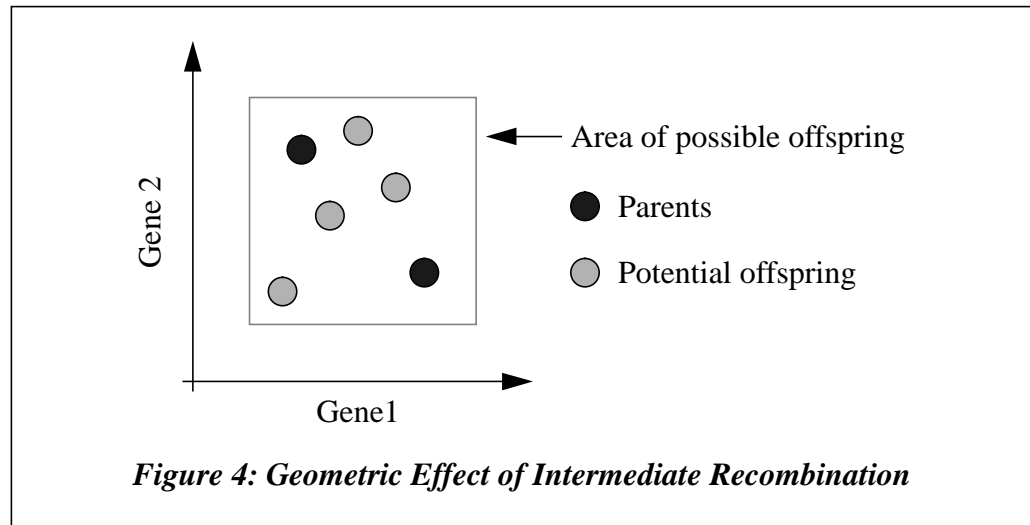 Area of possible offspring
Parents
Potential offspring
Gene 2
Gene1
Figure 4: Geometric Effect of Intermediate Recombination